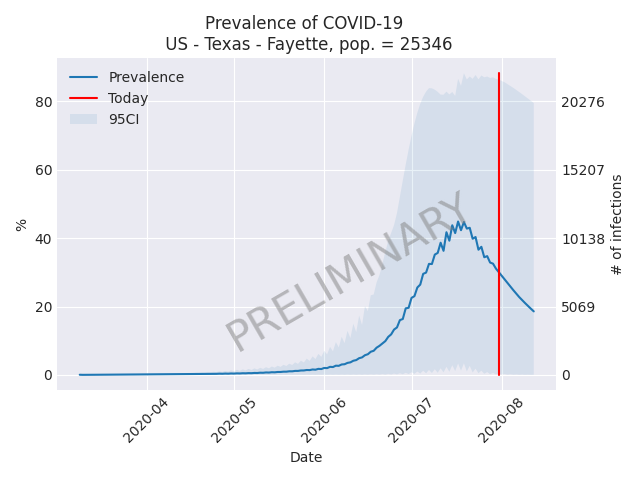 Prevalence of COVID-19
US - Texas - Fayette, pop. = 25346
Prevalence
Today
95CI
PRELIMINARY
%
80
60
40
20
0
20276
15207
10138
5069
0
# of infections
2020-04
2020-05
2020-06
2020-07
2020-08
Date